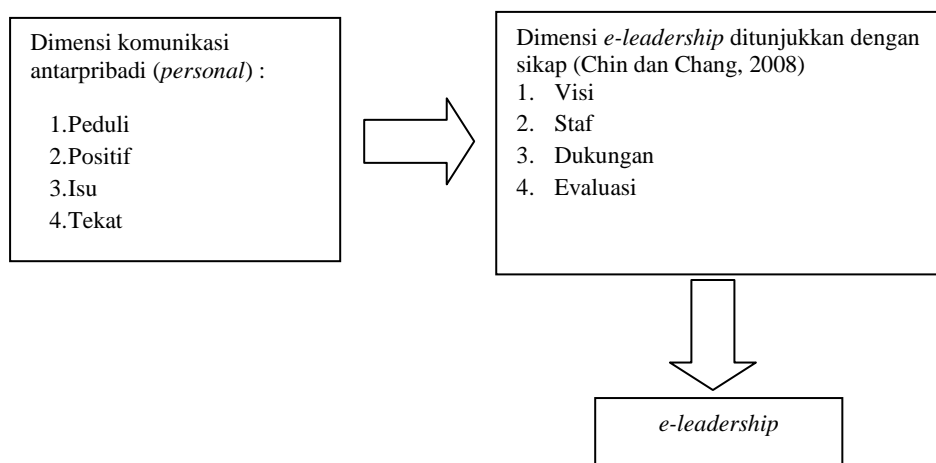 Dimensi komunikasi
antarpribadi (personal) :
1.Peduli
2.Positif
3.Isu
4.Tekat
Dimensi e-leadership ditunjukkan dengan
sikap (Chin dan Chang, 2008)
1. Visi
2. Staf
3. Dukungan
4. Evaluasi
e-leadership